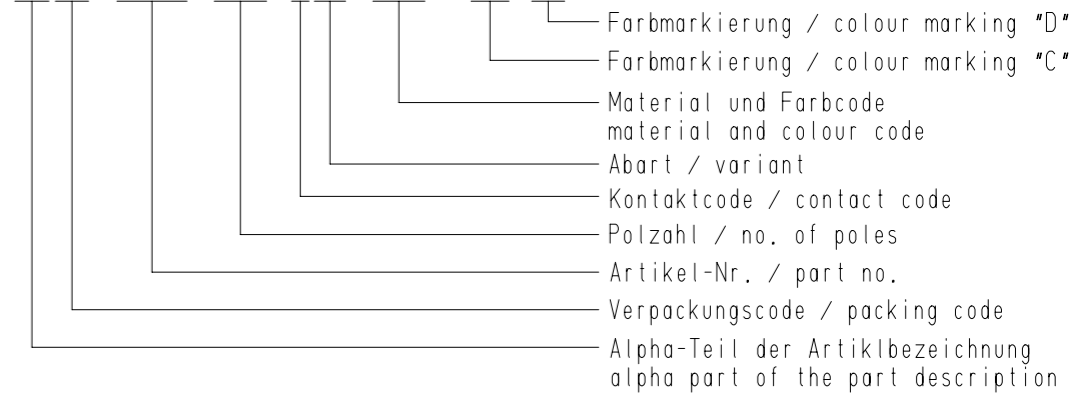 Farbmarkierung / colour marking "D"
Farbmarkierung / colour marking "C"
Material und Farbcode
material and colour code
Abart / variant
Kontaktcode / contact code
Polzahl / no. of poles
Artikel-Nr. / part no.
Verpackungscode / packing code
Alpha-Teil der Artiklbezeichnung
alpha part of the part description